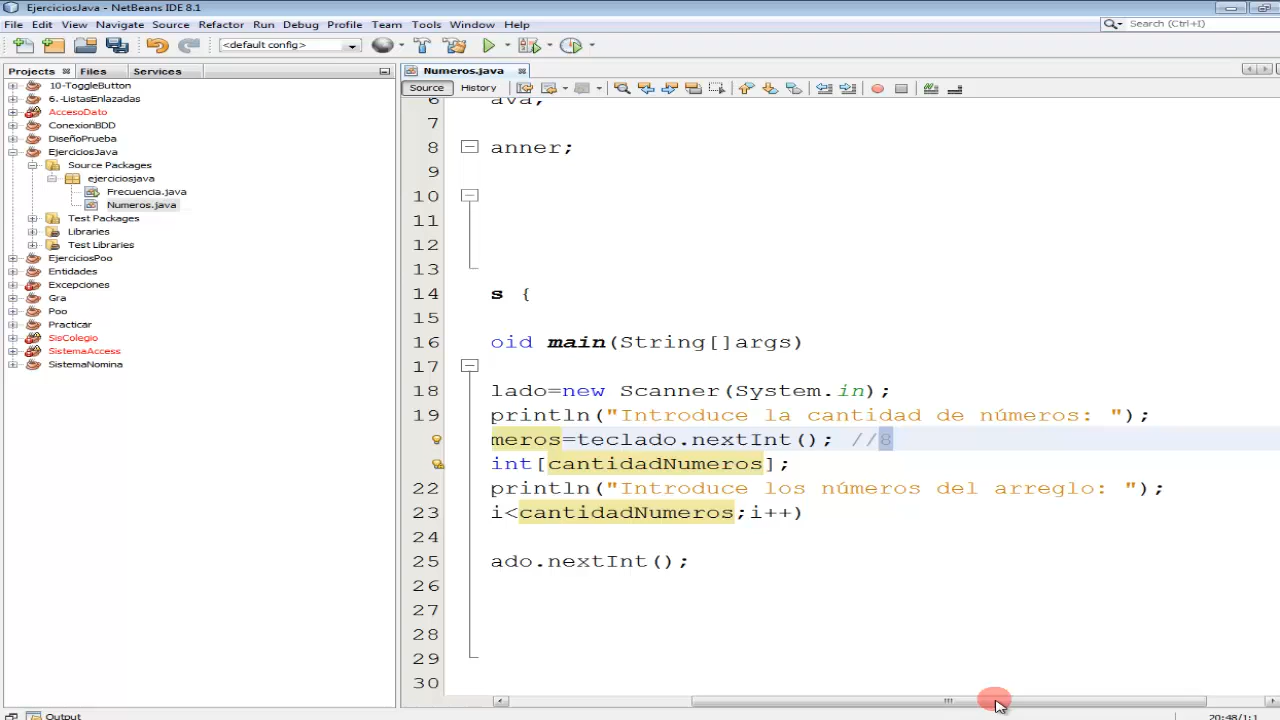 EjerciciosJava - NetBeans IDE 8.1
File Edit View Navigate Source Refactor Run Debug Profile Team Tools Window Help
Search (Ctrl+I)
<default config>
Projects Files Services
Numeros.java
Source History
10-ToggleButton
6.-ListasEnlazadas
AccesoDato
ConexionBDD
DiseñoPrueba
EjerciciosJava
Source Packages
ejerciciosjava
Frecuencia.java
Numeros.java
Test Packages
Libraries
Test Libraries
EjerciciosPoo
Entidades
Excepciones
Gra
Poo
Practicar
SisColegio
SistemaAccess
SistemaNomina
6 ava;
7
8 anner;
9
10
11
12
13
14 s {
15
16 oid main(String[]args)
17
18 lado=new Scanner(System.in);
19 println("Introduce la cantidad de números: ");
meros=teclado.nextInt(); //8
int[cantidadNumeros];
22 println("Introduce los números del arreglo: ");
23 i<cantidadNumeros;i++)
24
25 ado.nextInt();
26
27
28
29
30
Output
20:48/1:1